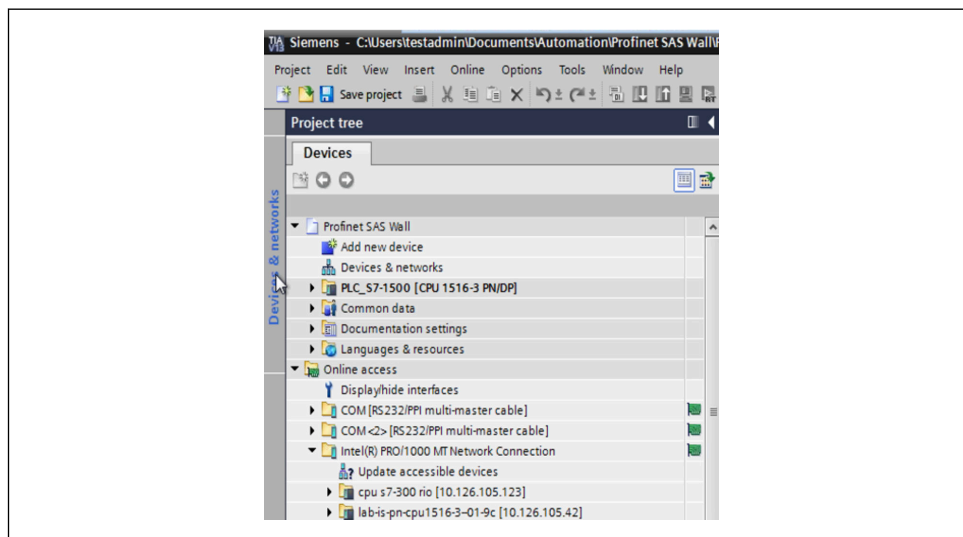 TIA V13 Siemens - C:\Users\testadmin\Documents\Automation\Profinet SAS Wall\
Project Edit View Insert Online Options Tools Window Help
Save project
Project tree
Devices
Devices & networks
Profinet SAS Wall
Add new device
Devices & networks
PLC_S7-1500 [CPU 1516-3 PN/DP]
Common data
Documentation settings
Languages & resources
Online access
Display/hide interfaces
COM [RS232/PPI multi-master cable]
COM <2> [RS232/PPI multi-master cable]
Intel(R) PRO/1000 MT Network Connection
Update accessible devices
cpu s7-300 rio [10.126.105.123]
lab-is-pn-cpu1516-3--01-9c [10.126.105.42]